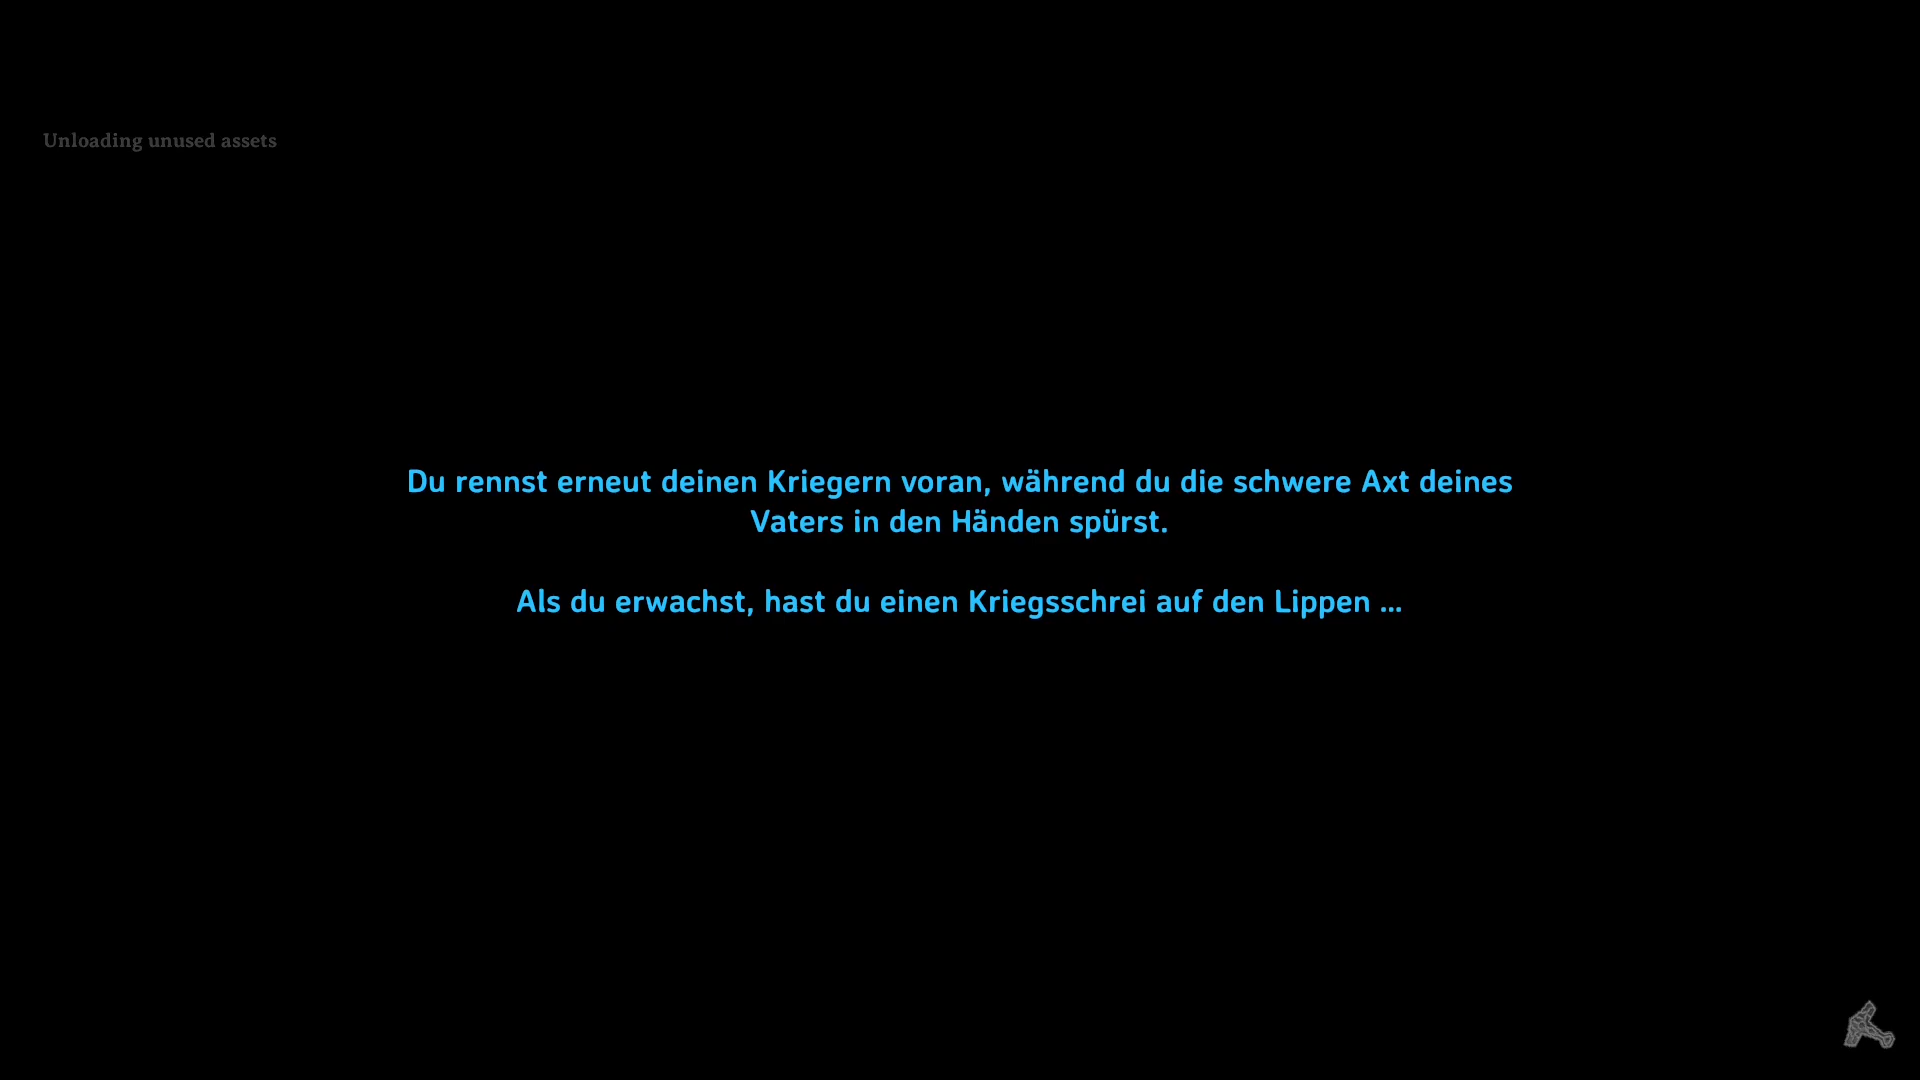 Unloading unused assets
Du rennst erneut deinen Kriegern voran, während du die schwere Axt deines
Vaters in den Händen spürst.
Als du erwachst, hast du einen Kriegsschrei auf den Lippen ...